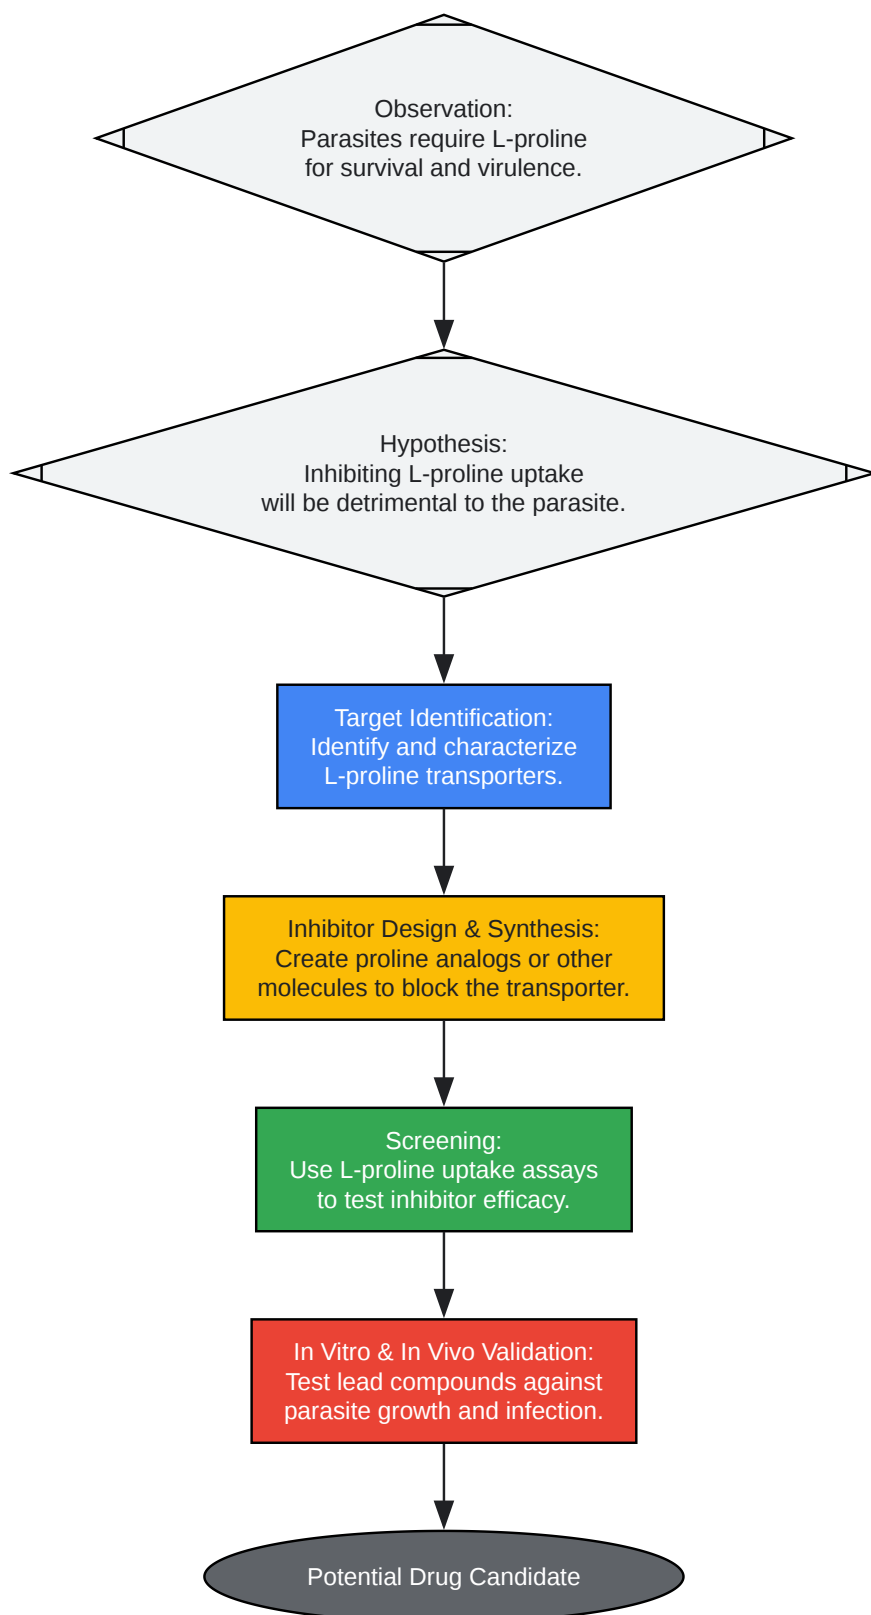 Observation:
Parasites require L-proline
for survival and virulence.
Hypothesis:
Inhibiting L-proline uptake
will be detrimental to the parasite.
Target Identification:
Identify and characterize
L-proline transporters.
Inhibitor Design & Synthesis:
Create proline analogs or other
molecules to block the transporter.
Screening:
Use L-proline uptake assays
to test inhibitor efficacy.
In Vitro & In Vivo Validation:
Test lead compounds against
parasite growth and infection.
Potential Drug Candidate